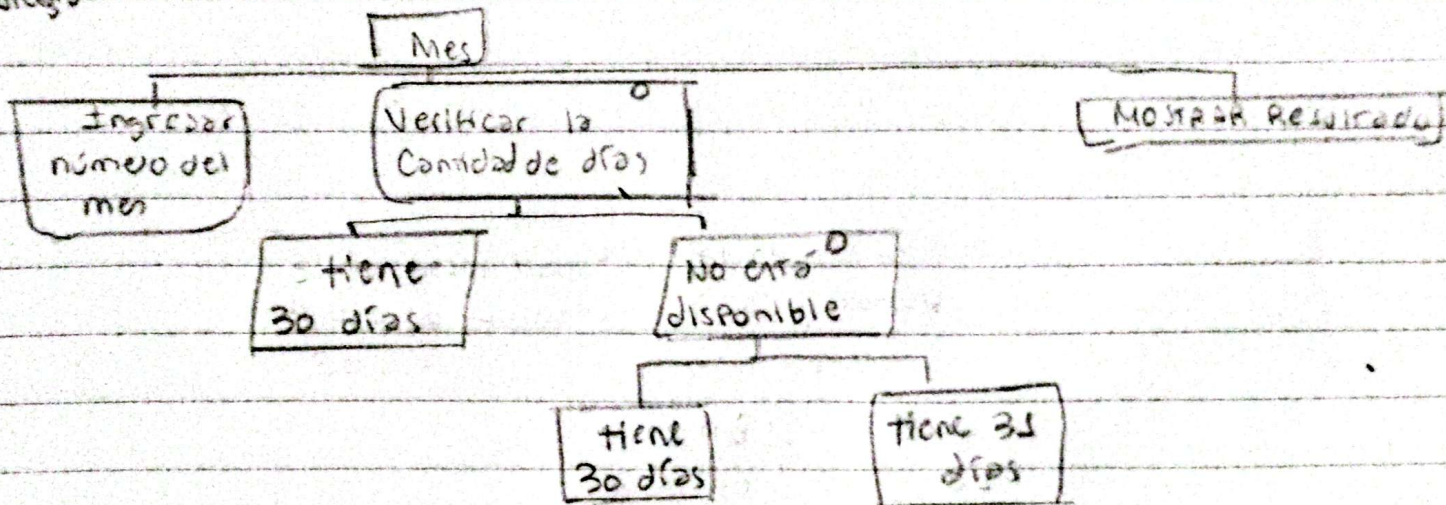 Mes
Ingresar
número del
mes
o
Verificar la
Cantidad de días
MOSTRAR Resultado
tiene
30 días
o
No está
disponible
tiene
30 días
tiene 31
días